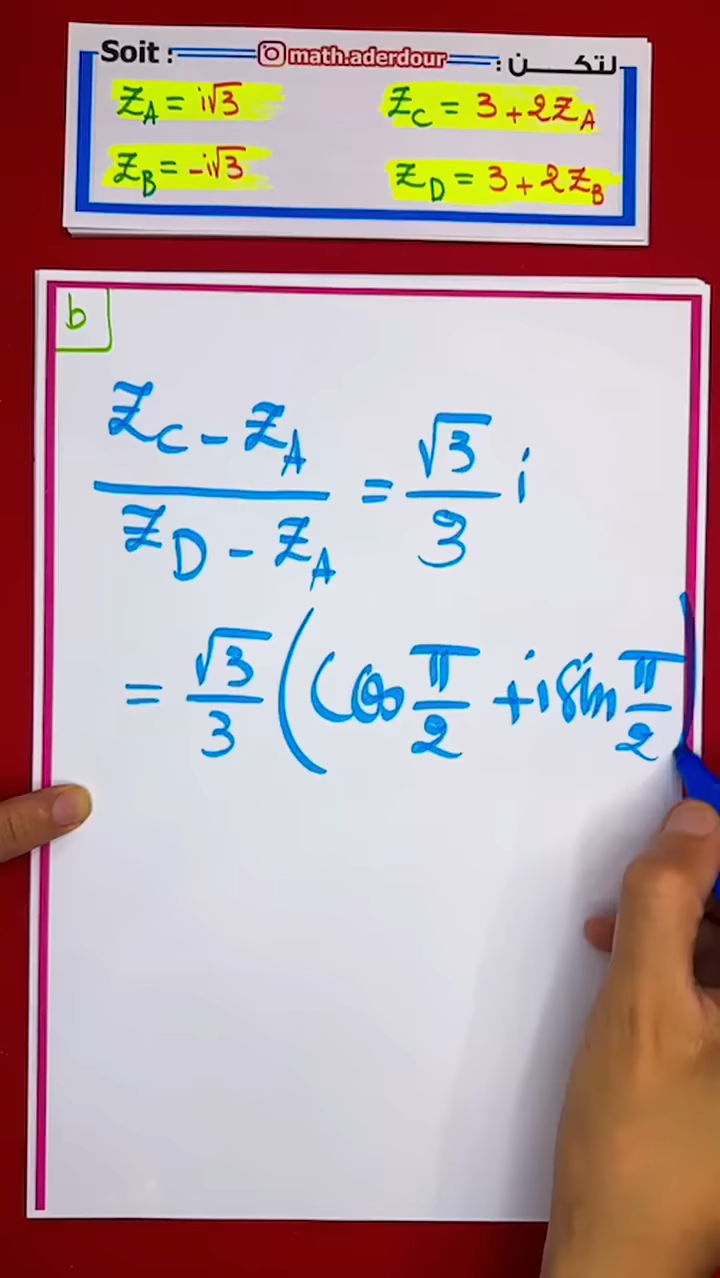 Soit : math.aderdour لتكن :
Z_A = i√3 Z_C = 3 + 2Z_A
Z_B = -i√3 Z_D = 3 + 2Z_B
b
(Z_C - Z_A)/(Z_D - Z_A) = (√3/3) i
= √3/3 (cos π/2 + i sin π/2)